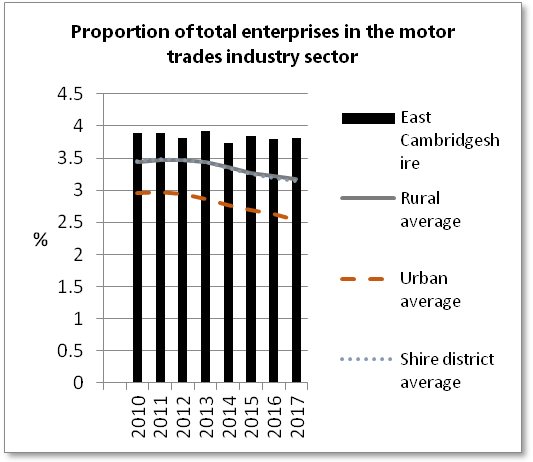 Proportion of total enterprises in the motor
trades industry sector
4.5
4
3.5
3
2.5
2
1.5
1
0.5
0
%
2010
2011
2012
2013
2014
2015
2016
2017
East
Cambridgesh
ire
Rural
average
Urban
average
Shire district
average